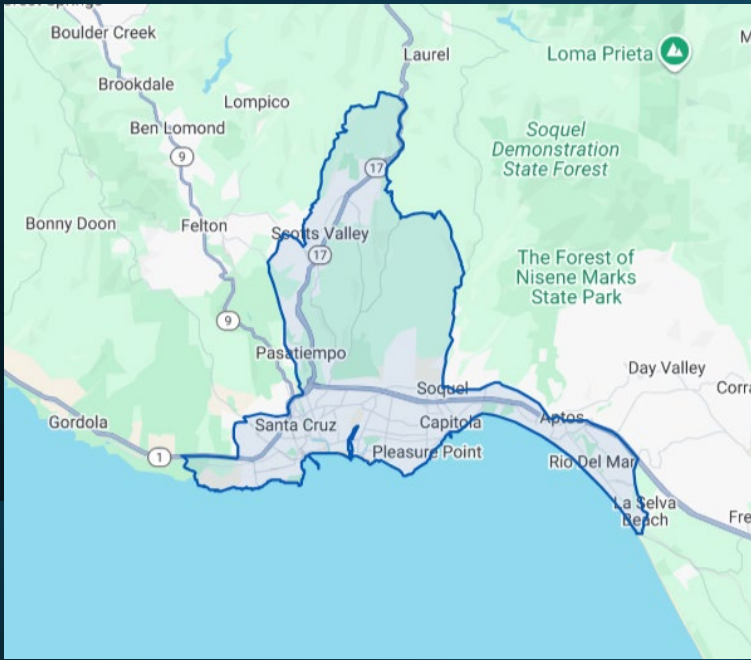 Boulder Creek
Laurel
Loma Prieta
Brookdale
Lompico
Ben Lomond
Soquel
Demonstration
State Forest
9
17
Bonny Doon
Felton
Scotts Valley
17
The Forest of
Nisene Marks
State Park
9
Pasatiempo
Day Valley
Soquel
Gordola
Santa Cruz
Capitola
Aptos
1
Pleasure Point
Rio Del Mar
La Selva
Beach